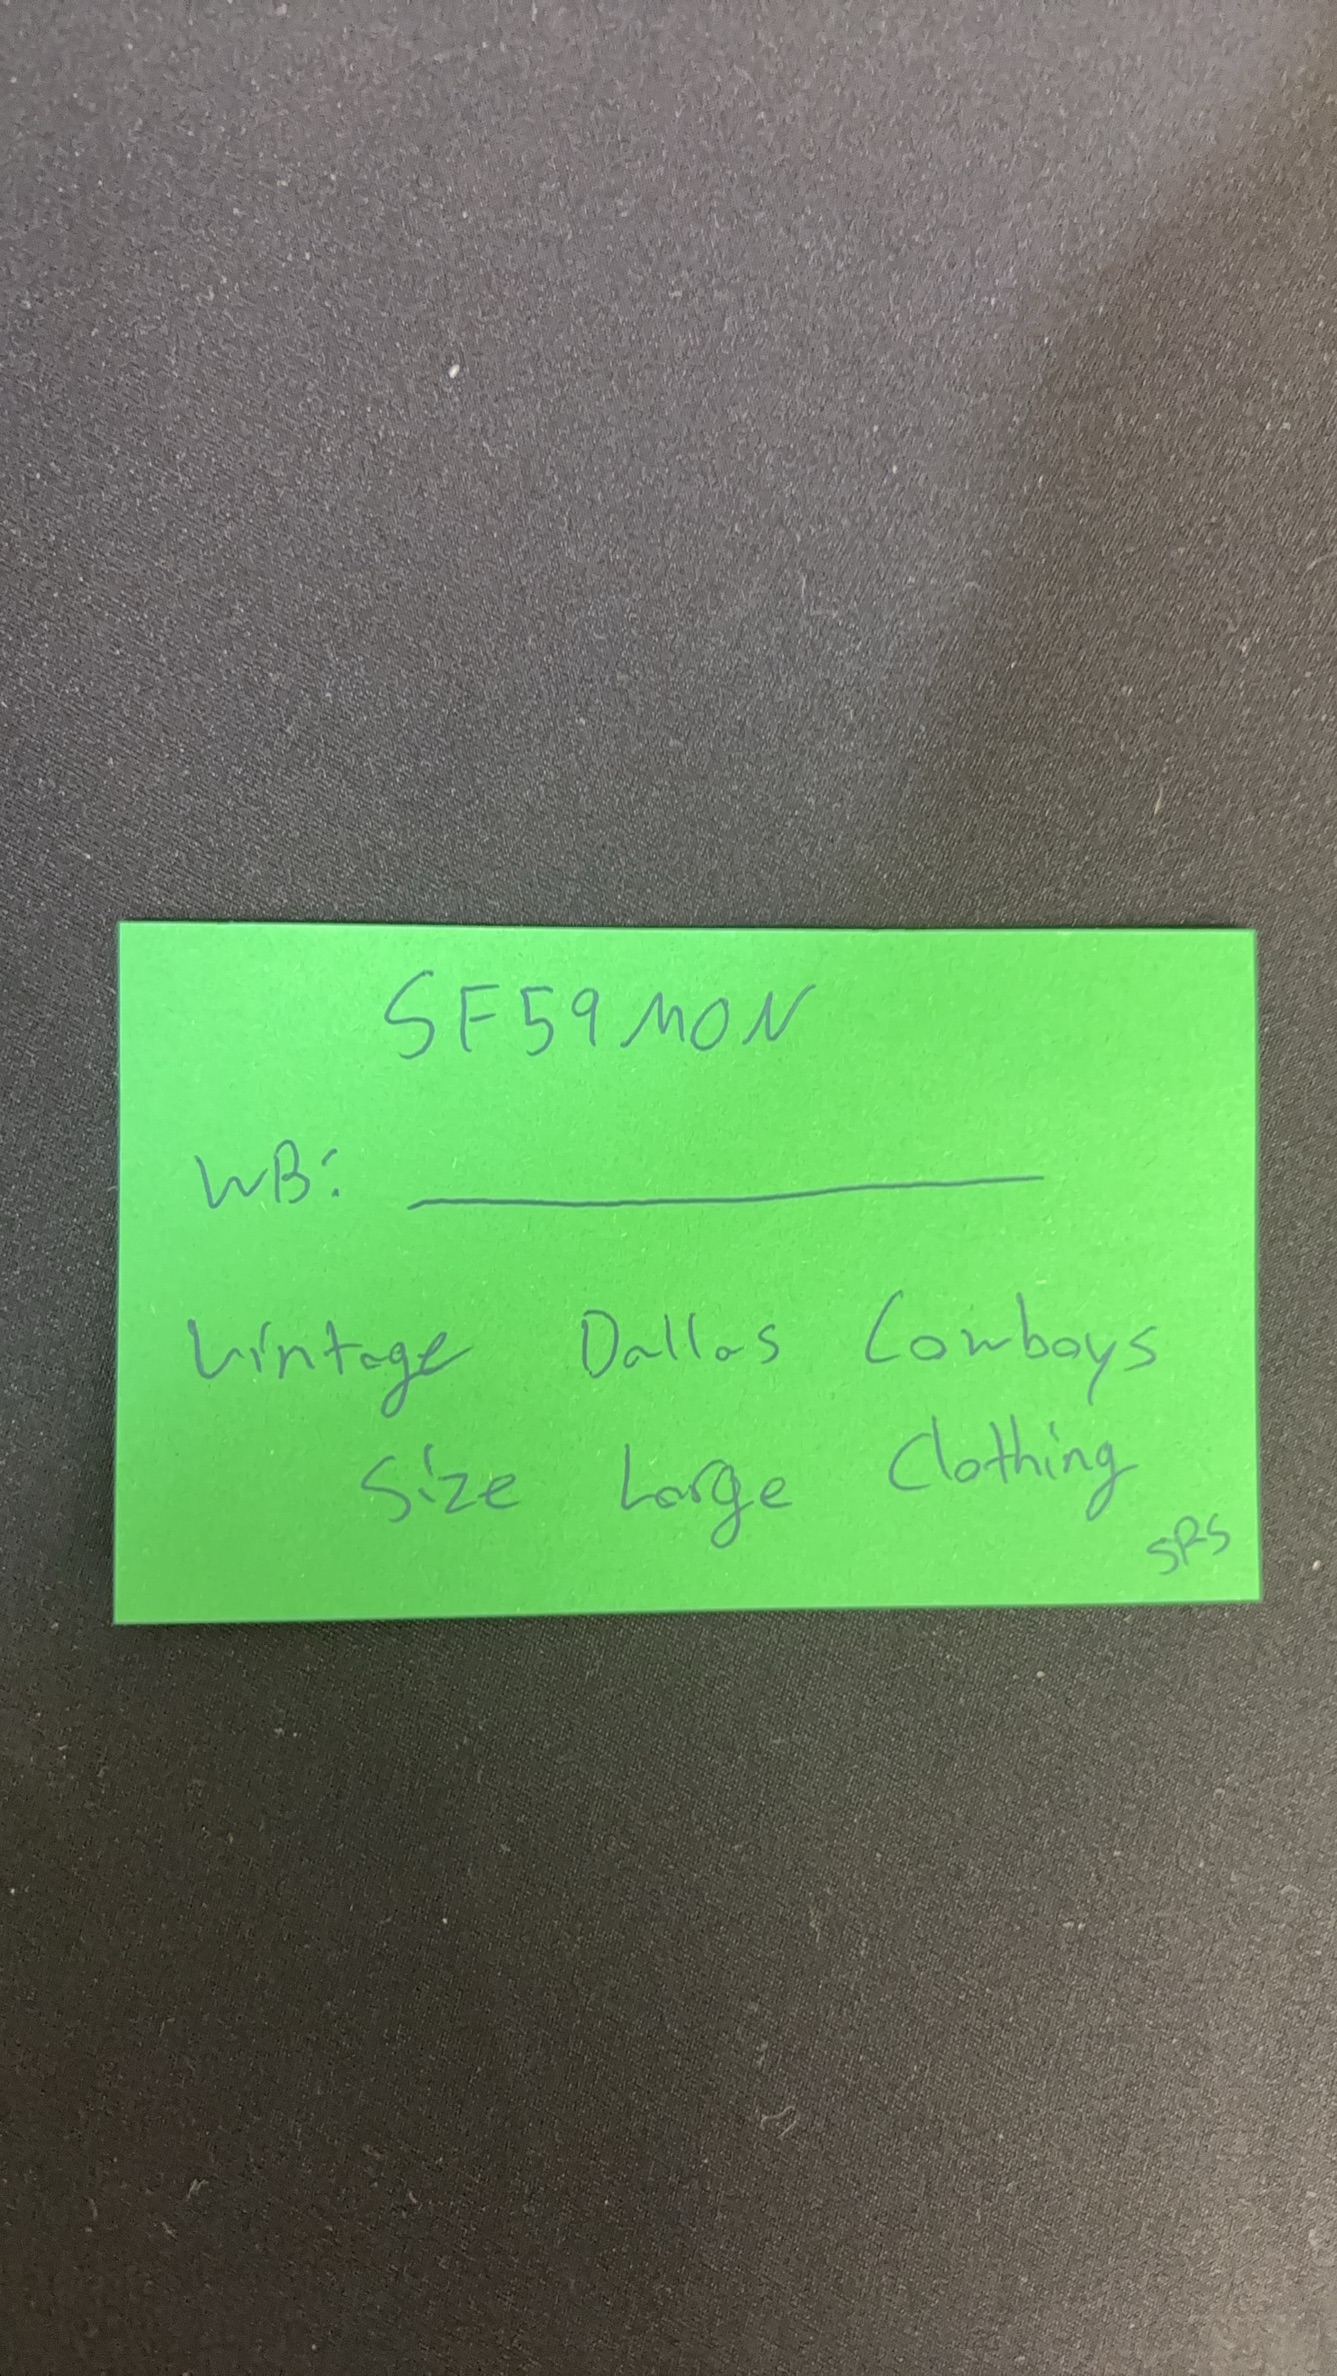 SF59MON
WB: ______________
Vintage Dallas Cowboys
Size Large Clothing
SRS